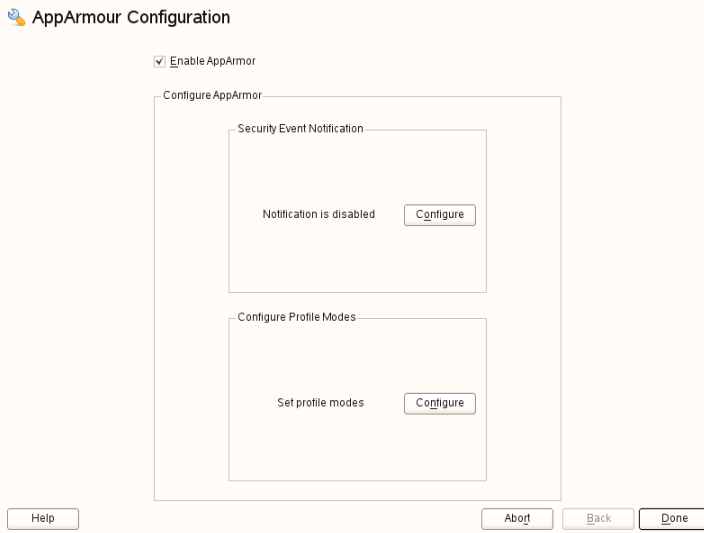 AppArmour Configuration
Enable AppArmor
Configure AppArmor
Security Event Notification
Notification is disabled
Configure
Configure Profile Modes
Set profile modes
Configure
Help
Abort
Back
Done